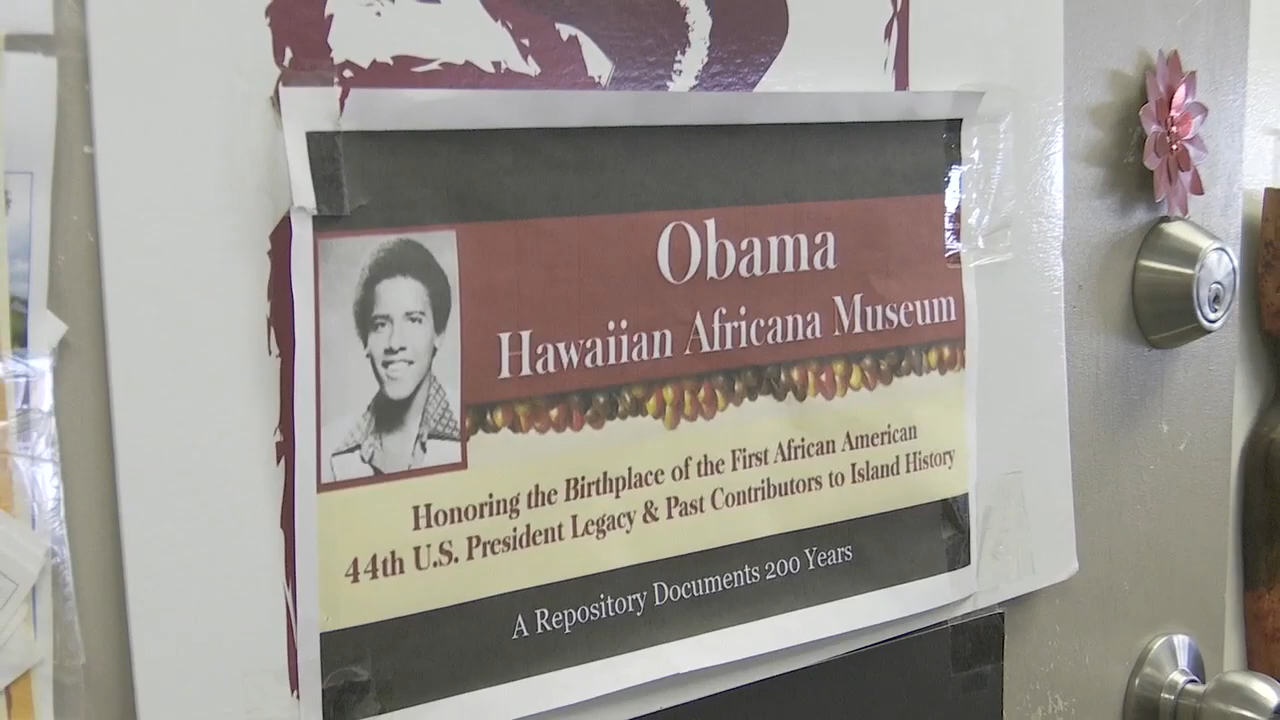 Obama
Hawaiian Africana Museum
Honoring the Birthplace of the First African American
44th U.S. President Legacy & Past Contributors to Island History
A Repository Documents 200 Years